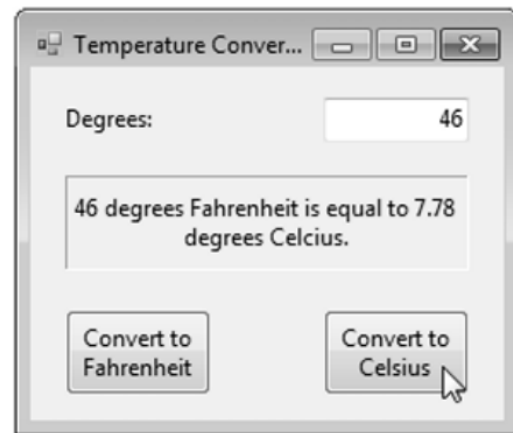 Temperature Conver...
Degrees:
46
46 degrees Fahrenheit is equal to 7.78
degrees Celcius.
Convert to
Fahrenheit
Convert to
Celsius